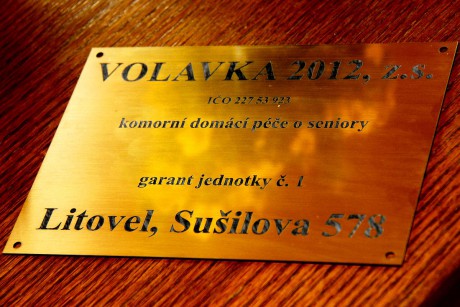 VOLAVKA 2012, z.s.
IČO 227 53 923
komorní domácí péče o seniory
garant jednotky č. 1
Litovel, Sušilova 578